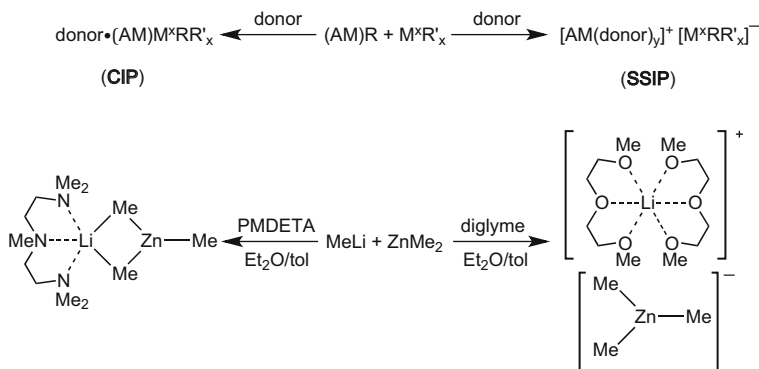 donor donor
donor•(AM)MˣRR'ₓ (AM)R + MˣR'ₓ [AM(donor)ᵧ]⁺ [MˣRR'ₓ]⁻
(CIP) (SSIP)
Me Me +
NMe₂ O O
Me PMDETA diglyme
MeN Li Zn Me MeLi + ZnMe₂ O Li O
Me Et₂O/tol Et₂O/tol
N O O
Me₂ Me Me
Me −
Zn Me
Me